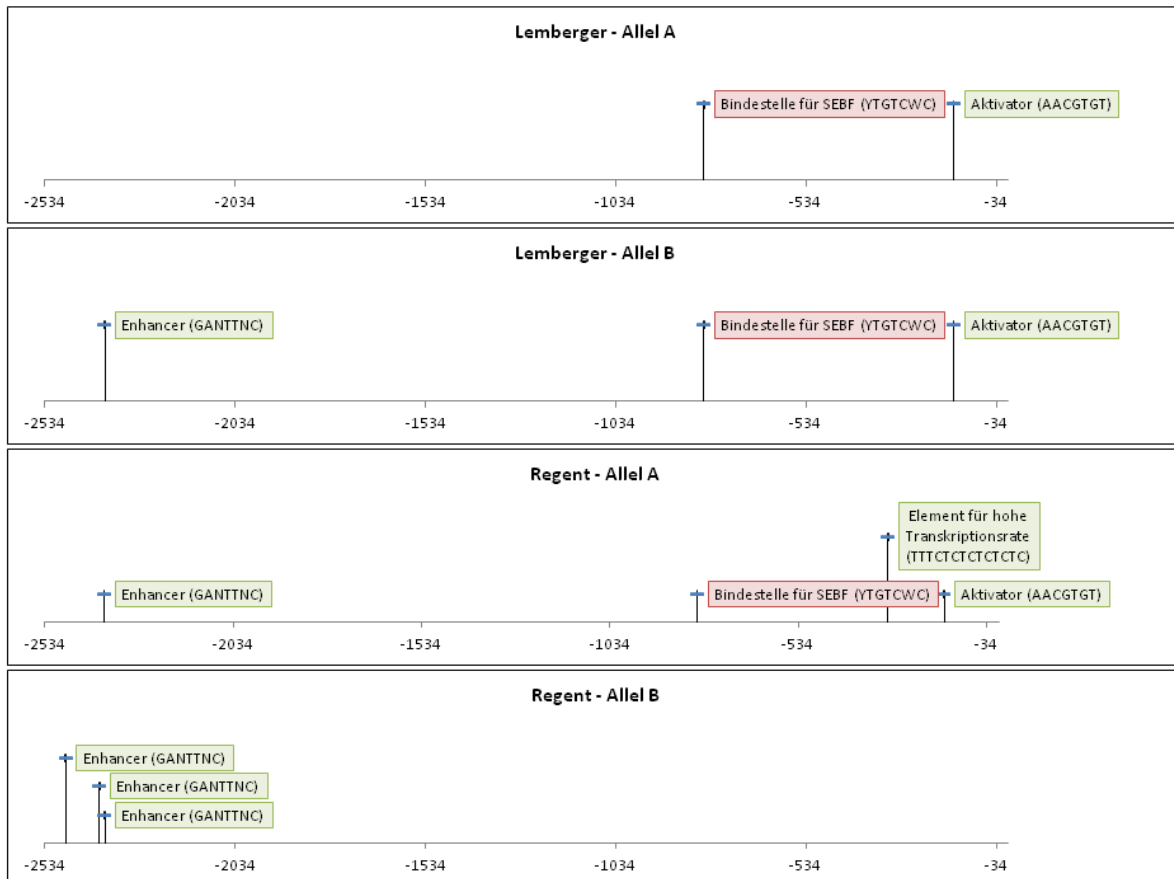 Lemberger - Allel A
Bindestelle für SEBF (YTGTCWC)
Aktivator (AACGTGT)
-2534
-2034
-1534
-1034
-534
-34
Lemberger - Allel B
Enhancer (GANTTNC)
Bindestelle für SEBF (YTGTCWC)
Aktivator (AACGTGT)
-2534
-2034
-1534
-1034
-534
-34
Regent - Allel A
Element für hohe
Transkriptionsrate
(TTTCTCTCTCTCTC)
Enhancer (GANTTNC)
Bindestelle für SEBF (YTGTCWC)
Aktivator (AACGTGT)
-2534
-2034
-1534
-1034
-534
-34
Regent - Allel B
Enhancer (GANTTNC)
Enhancer (GANTTNC)
Enhancer (GANTTNC)
-2534
-2034
-1534
-1034
-534
-34